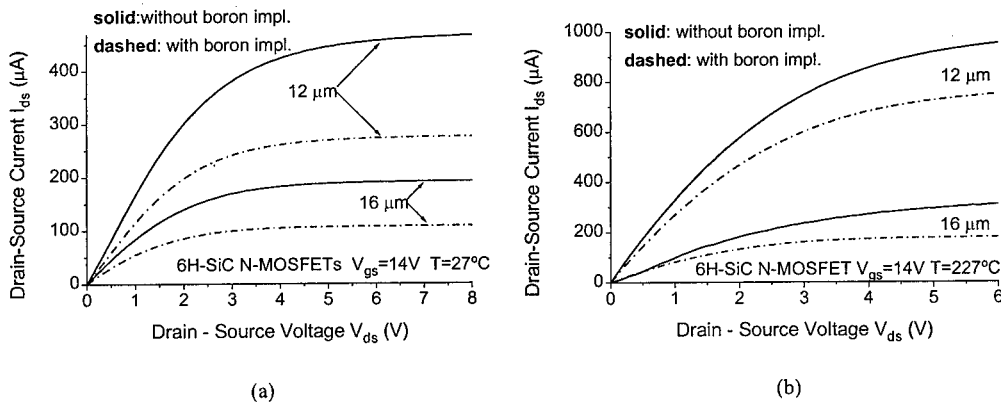 solid:without boron impl.
dashed: with boron impl.
Drain-Source Current I_ds (μA)
400
300
200
100
0
12 μm
16 μm
6H-SiC N-MOSFETs V_gs=14V T=27ºC
0 1 2 3 4 5 6 7 8
Drain - Source Voltage V_ds (V)
(a)
solid: without boron impl.
dashed: with boron impl.
Drain-Source Current I_ds (μA)
1000
800
600
400
200
0
12 μm
16 μm
6H-SiC N-MOSFET V_gs=14V T=227ºC
0 1 2 3 4 5 6
Drain - Source Voltage V_ds (V)
(b)